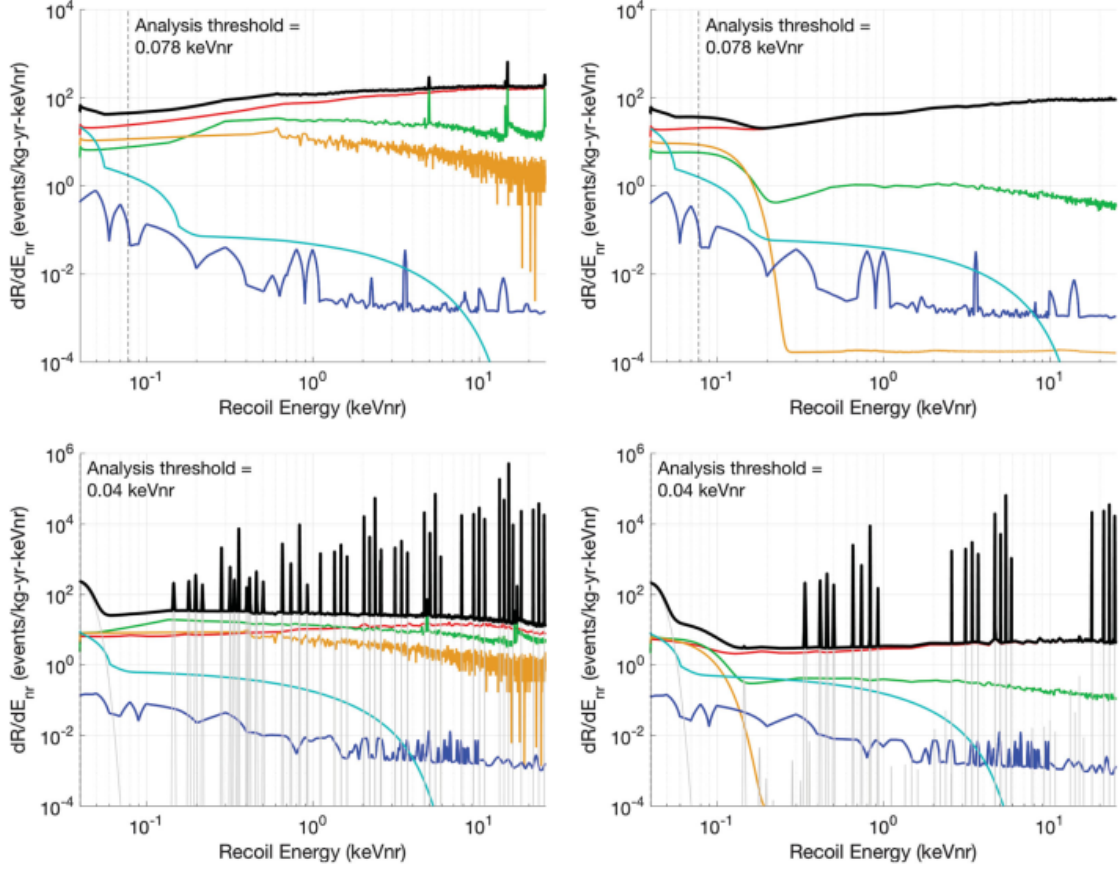 Analysis threshold =
0.078 keVnr
dR/dE_nr (events/kg-yr-keVnr)
10^4
10^2
10^0
10^-2
10^-4
10^-1 10^0 10^1
Recoil Energy (keVnr)
Analysis threshold =
0.078 keVnr
dR/dE_nr (events/kg-yr-keVnr)
10^4
10^2
10^0
10^-2
10^-4
10^-1 10^0 10^1
Recoil Energy (keVnr)
Analysis threshold =
0.04 keVnr
dR/dE_nr (events/kg-yr-keVnr)
10^6
10^4
10^2
10^0
10^-2
10^-4
10^-1 10^0 10^1
Recoil Energy (keVnr)
Analysis threshold =
0.04 keVnr
dR/dE_nr (events/kg-yr-keVnr)
10^6
10^4
10^2
10^0
10^-2
10^-4
10^-1 10^0 10^1
Recoil Energy (keVnr)